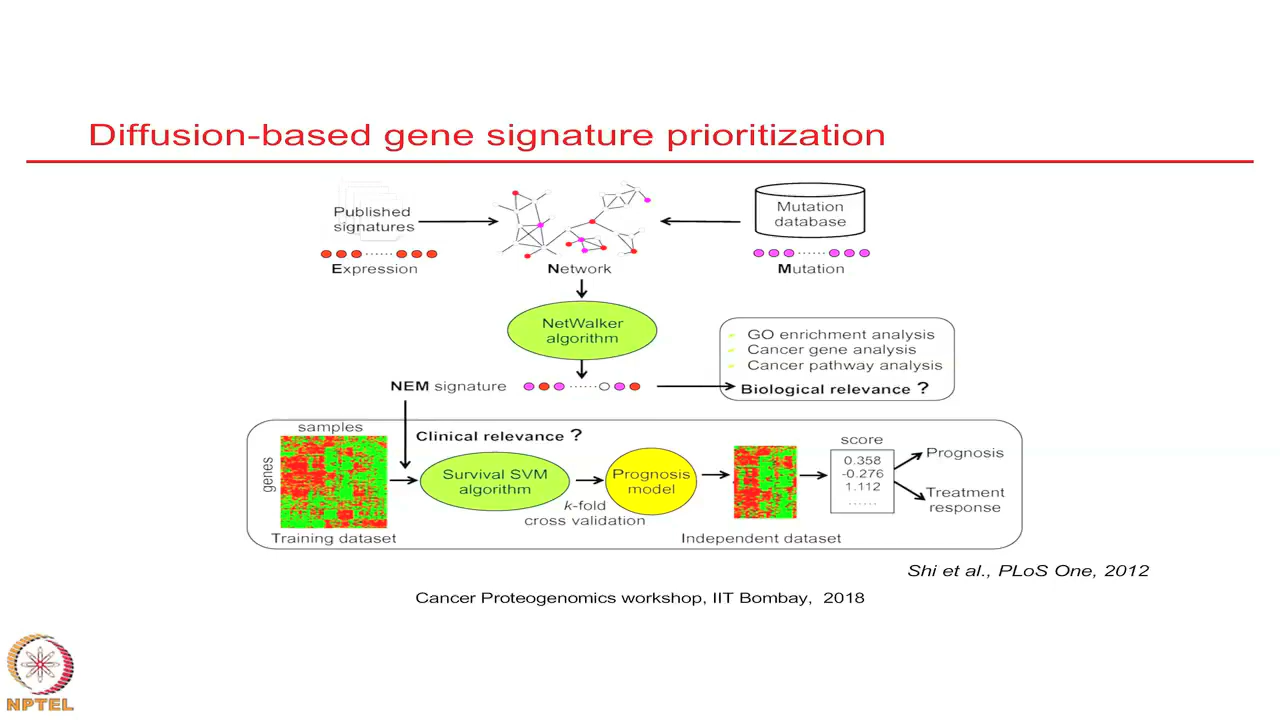 Diffusion-based gene signature prioritization
Published
signatures
Expression
Network
Mutation
database
Mutation
NetWalker
algorithm
NEM signature
GO enrichment analysis
Cancer gene analysis
Cancer pathway analysis
Biological relevance ?
samples
genes
Training dataset
Clinical relevance ?
Survival SVM
algorithm
k-fold
cross validation
Prognosis
model
Independent dataset
score
0.358
-0.276
1.112
......
Prognosis
Treatment
response
Shi et al., PLoS One, 2012
Cancer Proteogenomics workshop, IIT Bombay, 2018
NPTEL